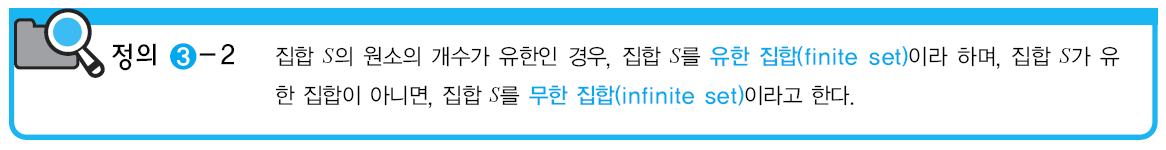 정의 3-2 집합 S의 원소의 개수가 유한인 경우, 집합 S를 유한 집합(finite set)이라 하며, 집합 S가 유
한 집합이 아니면, 집합 S를 무한 집합(infinite set)이라고 한다.